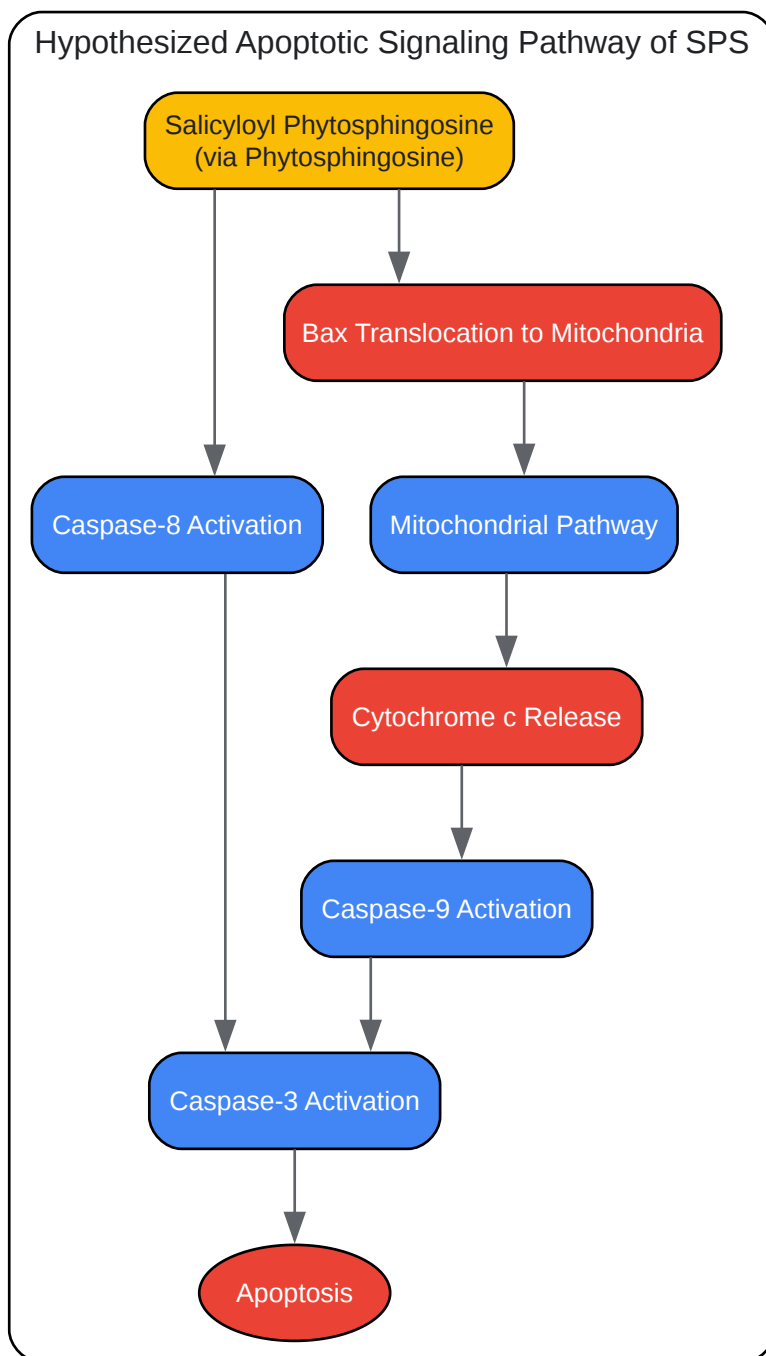 Hypothesized Apoptotic Signaling Pathway of SPS
Salicyloyl Phytosphingosine
(via Phytosphingosine)
Bax Translocation to Mitochondria
Caspase-8 Activation
Mitochondrial Pathway
Cytochrome c Release
Caspase-9 Activation
Caspase-3 Activation
Apoptosis